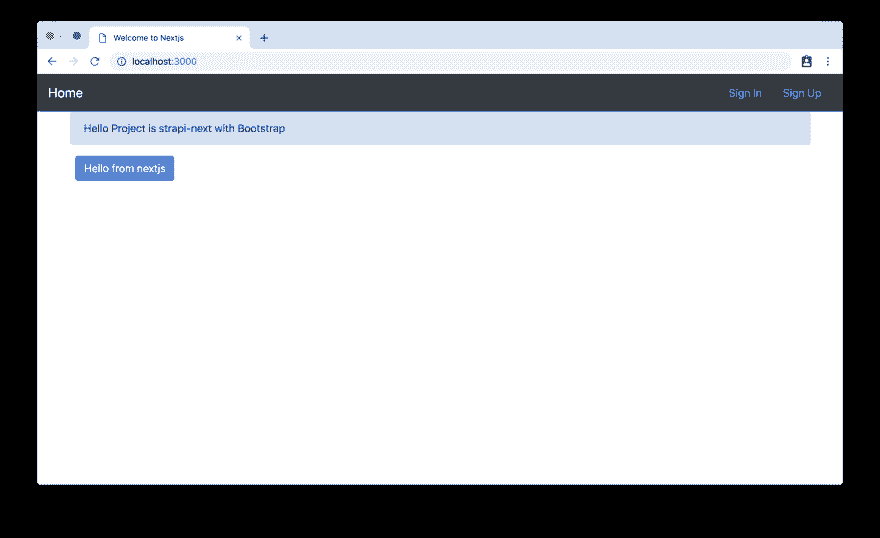 Welcome to Nextjs
localhost:3000
Home
Sign In
Sign Up
Hello Project is strapi-next with Bootstrap
Hello from nextjs